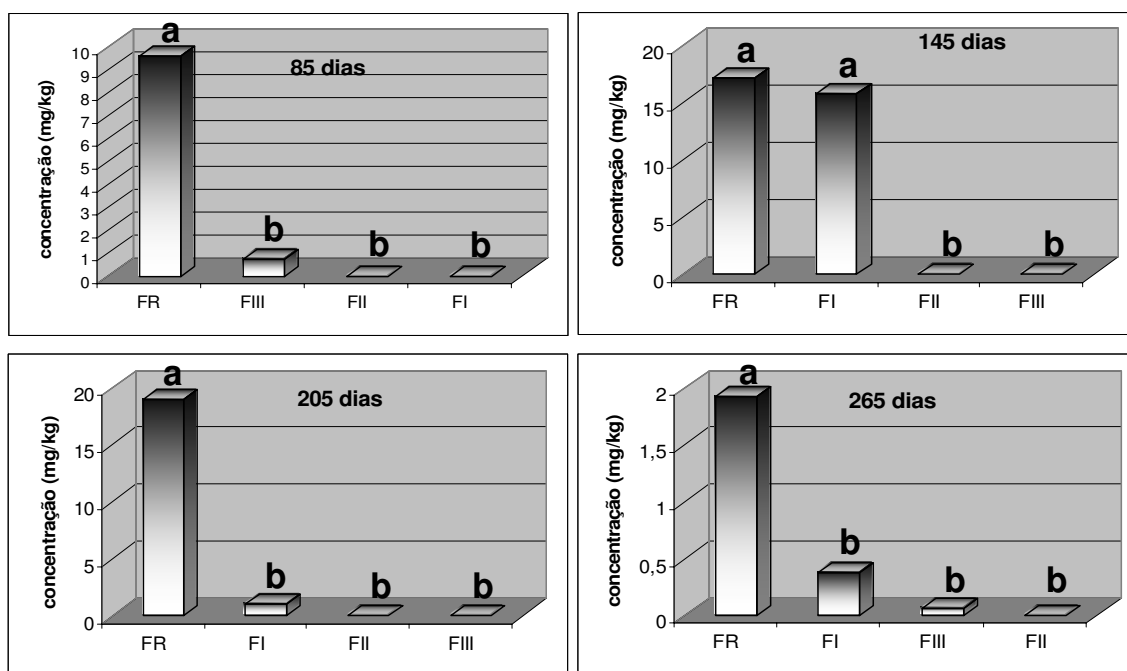 85 dias
concentração (mg/kg)
10
9
8
7
6
5
4
3
2
1
0
a
b
b
b
FR
FIII
FII
FI
145 dias
concentração (mg/kg)
20
15
10
5
0
a
a
b
b
FR
FI
FII
FIII
205 dias
concentração (mg/kg)
20
15
10
5
0
a
b
b
b
FR
FI
FII
FIII
265 dias
concentração (mg/kg)
2
1,5
1
0,5
0
a
b
b
b
FR
FI
FIII
FII